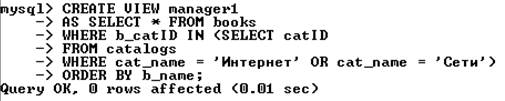 mysql> CREATE VIEW manager1
    -> AS SELECT * FROM books
    -> WHERE b_catID IN (SELECT catID
    -> FROM catalogs
    -> WHERE cat_name = 'Интернет' OR cat_name = 'Сети')
    -> ORDER BY b_name;
Query OK, 0 rows affected (0.01 sec)